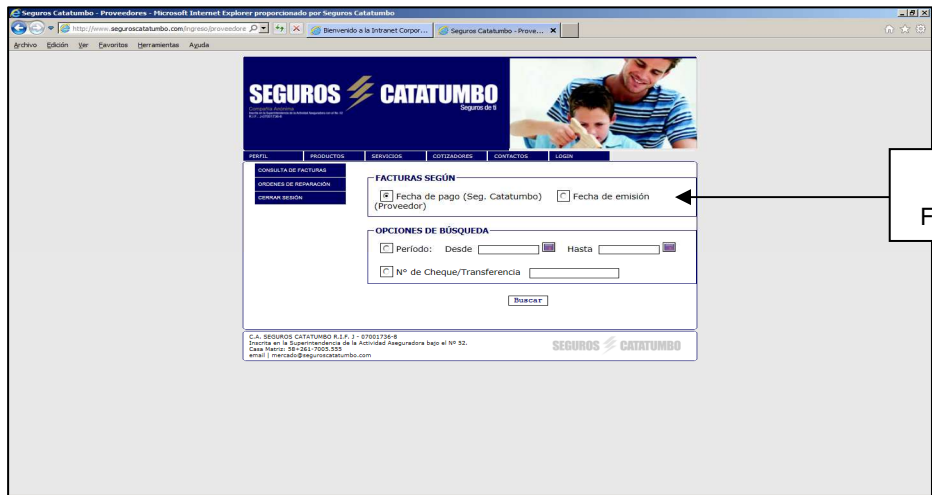 Seguros Catatumbo - Proveedores - Microsoft Internet Explorer proporcionado por Seguros Catatumbo
http://www.seguroscatatumbo.com/ingreso/proveedore
Bienvenido a la Intranet Corpor...
Seguros Catatumbo - Prove...
Archivo Edición Ver Favoritos Herramientas Ayuda
SEGUROS CATATUMBO
Seguros de ti
Compañía Anónima
PERFIL PRODUCTOS SERVICIOS COTIZADORES CONTACTOS LOGIN
CONSULTA DE FACTURAS
ORDENES DE REPARACIÓN
CERRAR SESIÓN
FACTURAS SEGÚN
Fecha de pago (Seg. Catatumbo) Fecha de emisión
(Proveedor)
F
OPCIONES DE BÚSQUEDA
Período: Desde Hasta
Nº de Cheque/Transferencia
Buscar
C.A. SEGUROS CATATUMBO R.I.F. J - 07001736-8
Inscrita en la Superintendencia de la Actividad Aseguradora bajo el Nº 52.
Casa Matriz: 58+261-7005.555
email | mercado@seguroscatatumbo.com
SEGUROS CATATUMBO